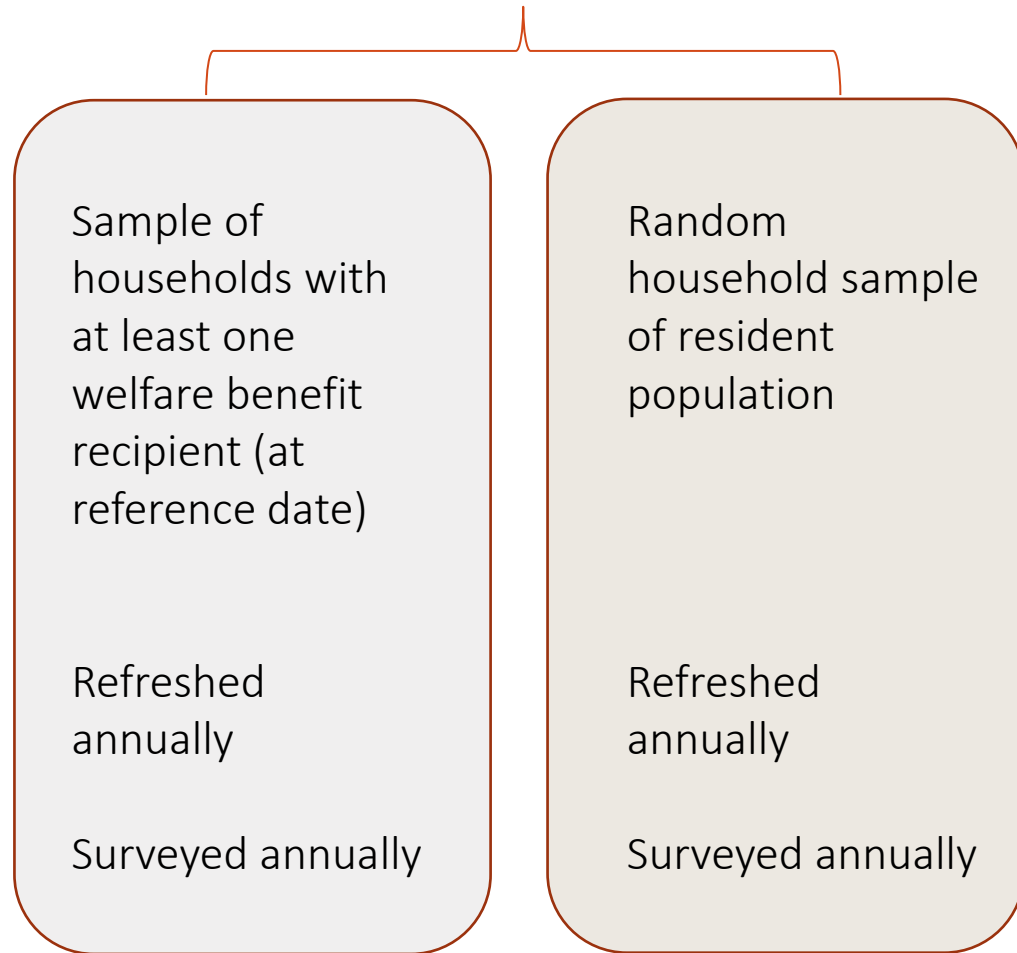 Sample of
households with
at least one
welfare benefit
recipient (at
reference date)
Refreshed
annually
Surveyed annually
Random
household sample
of resident
population
Refreshed
annually
Surveyed annually